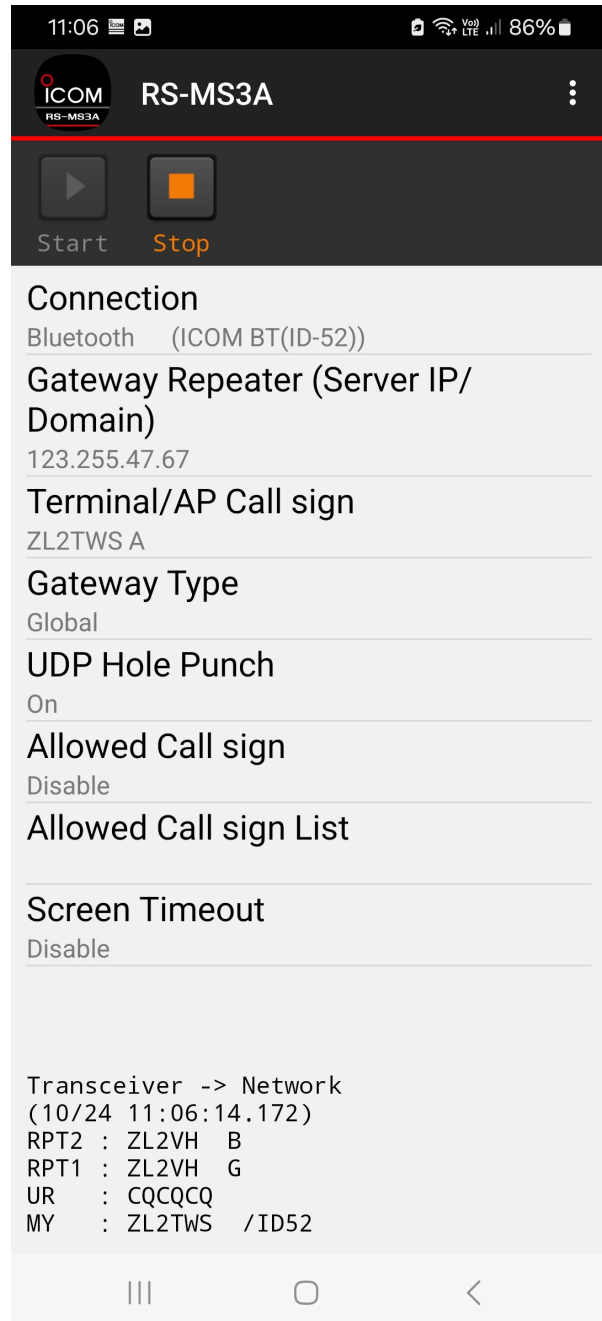 11:06 86%
ICOM
RS-MS3A
RS-MS3A
Start Stop
Connection
Bluetooth (ICOM BT(ID-52))
Gateway Repeater (Server IP/
Domain)
123.255.47.67
Terminal/AP Call sign
ZL2TWS A
Gateway Type
Global
UDP Hole Punch
On
Allowed Call sign
Disable
Allowed Call sign List
Screen Timeout
Disable
Transceiver -> Network
(10/24 11:06:14.172)
RPT2 : ZL2VH  B
RPT1 : ZL2VH  G
UR   : CQCQCQ
MY   : ZL2TWS  /ID52